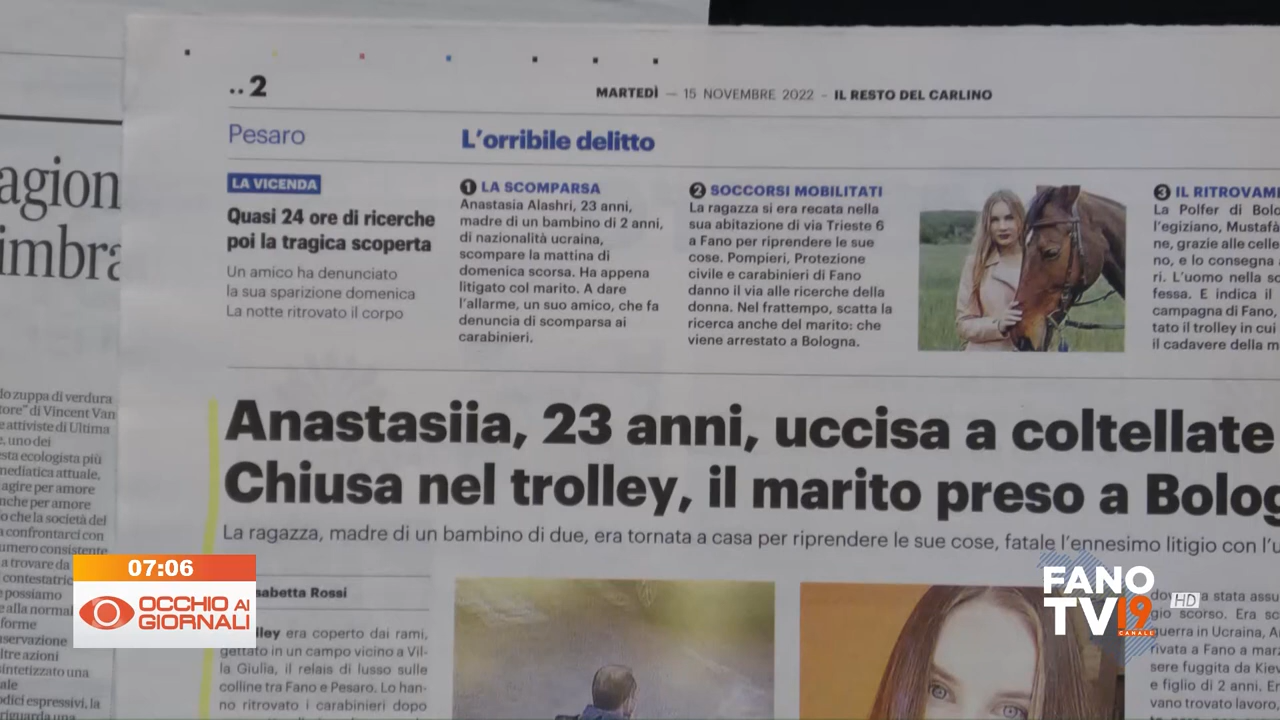 agion
imbra
lo zuppa di verdura
tore" di Vincent Van
e attiviste di Ultima
e, uno dei
esta ecologista più
mediatica attuale,
agire per amore
nche per amore
o che la società del
a confrontarci con
umero consistente
a trovare da
contestatric
e possiamo
e alla normal
forme
servazione
ltre azioni
sintetizzato una
ale
odici espressivi, la
riguarda una
..2
MARTEDÌ — 15 NOVEMBRE 2022 – IL RESTO DEL CARLINO
Pesaro
L'orribile delitto
LA VICENDA
Quasi 24 ore di ricerche
poi la tragica scoperta
Un amico ha denunciato
la sua sparizione domenica
La notte ritrovato il corpo
1 LA SCOMPARSA
Anastasia Alashri, 23 anni,
madre di un bambino di 2 anni,
di nazionalità ucraina,
scompare la mattina di
domenica scorsa. Ha appena
litigato col marito. A dare
l'allarme, un suo amico, che fa
denuncia di scomparsa ai
carabinieri.
2 SOCCORSI MOBILITATI
La ragazza si era recata nella
sua abitazione di via Trieste 6
a Fano per riprendere le sue
cose. Pompieri, Protezione
civile e carabinieri di Fano
danno il via alle ricerche della
donna. Nel frattempo, scatta la
ricerca anche del marito: che
viene arrestato a Bologna.
3 IL RITROVAM
La Polfer di Bolo
l'egiziano, Mustafà
ne, grazie alle celle
no, e lo consegna a
ri. L'uomo nella s
fessa. E indica il
campagna di Fano,
tato il trolley in cui
il cadavere della m
Anastasiia, 23 anni, uccisa a coltellate
Chiusa nel trolley, il marito preso a Bolog
La ragazza, madre di un bambino di due, era tornata a casa per riprendere le sue cose, fatale l'ennesimo litigio con l'u
sabetta Rossi
lley era coperto dai rami,
gettato in un campo vicino a Vil-
la Giulia, il relais di lusso sulle
colline tra Fano e Pesaro. Lo han-
no ritrovato i carabinieri dopo
a stata assu
gio scorso. Era sc
guerra in Ucraina, A
rivata a Fano a marz
sere fuggita da Kiev
e figlio di 2 anni. En
vano trovato lavoro,
07:06
OCCHIO AI
GIORNALI
FANO
TV19
CANALE
HD